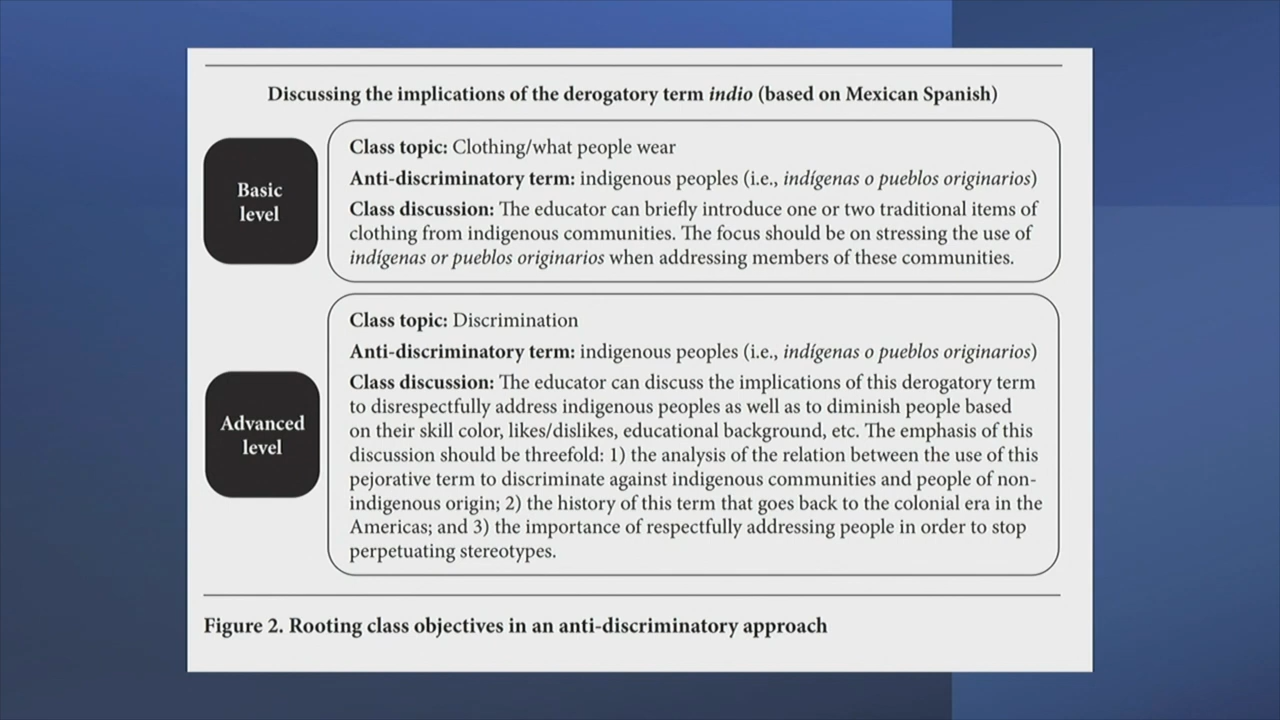 Discussing the implications of the derogatory term indio (based on Mexican Spanish)
Basic
level
Class topic: Clothing/what people wear
Anti-discriminatory term: indigenous peoples (i.e., indígenas o pueblos originarios)
Class discussion: The educator can briefly introduce one or two traditional items of
clothing from indigenous communities. The focus should be on stressing the use of
indígenas or pueblos originarios when addressing members of these communities.
Advanced
level
Class topic: Discrimination
Anti-discriminatory term: indigenous peoples (i.e., indígenas o pueblos originarios)
Class discussion: The educator can discuss the implications of this derogatory term
to disrespectfully address indigenous peoples as well as to diminish people based
on their skill color, likes/dislikes, educational background, etc. The emphasis of this
discussion should be threefold: 1) the analysis of the relation between the use of this
pejorative term to discriminate against indigenous communities and people of non-
indigenous origin; 2) the history of this term that goes back to the colonial era in the
Americas; and 3) the importance of respectfully addressing people in order to stop
perpetuating stereotypes.
Figure 2. Rooting class objectives in an anti-discriminatory approach